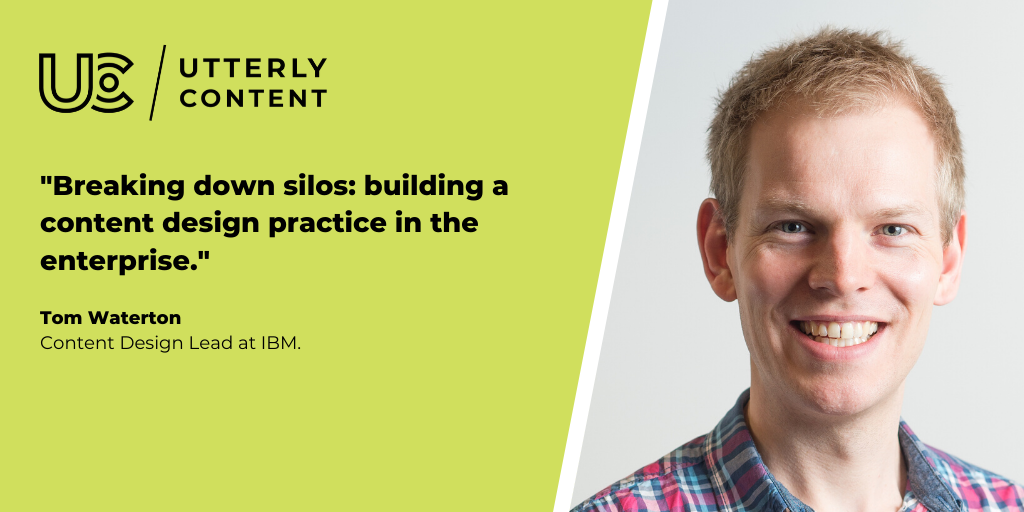 UC / UTTERLY
CONTENT
"Breaking down silos: building a
content design practice in the
enterprise."
Tom Waterton
Content Design Lead at IBM.